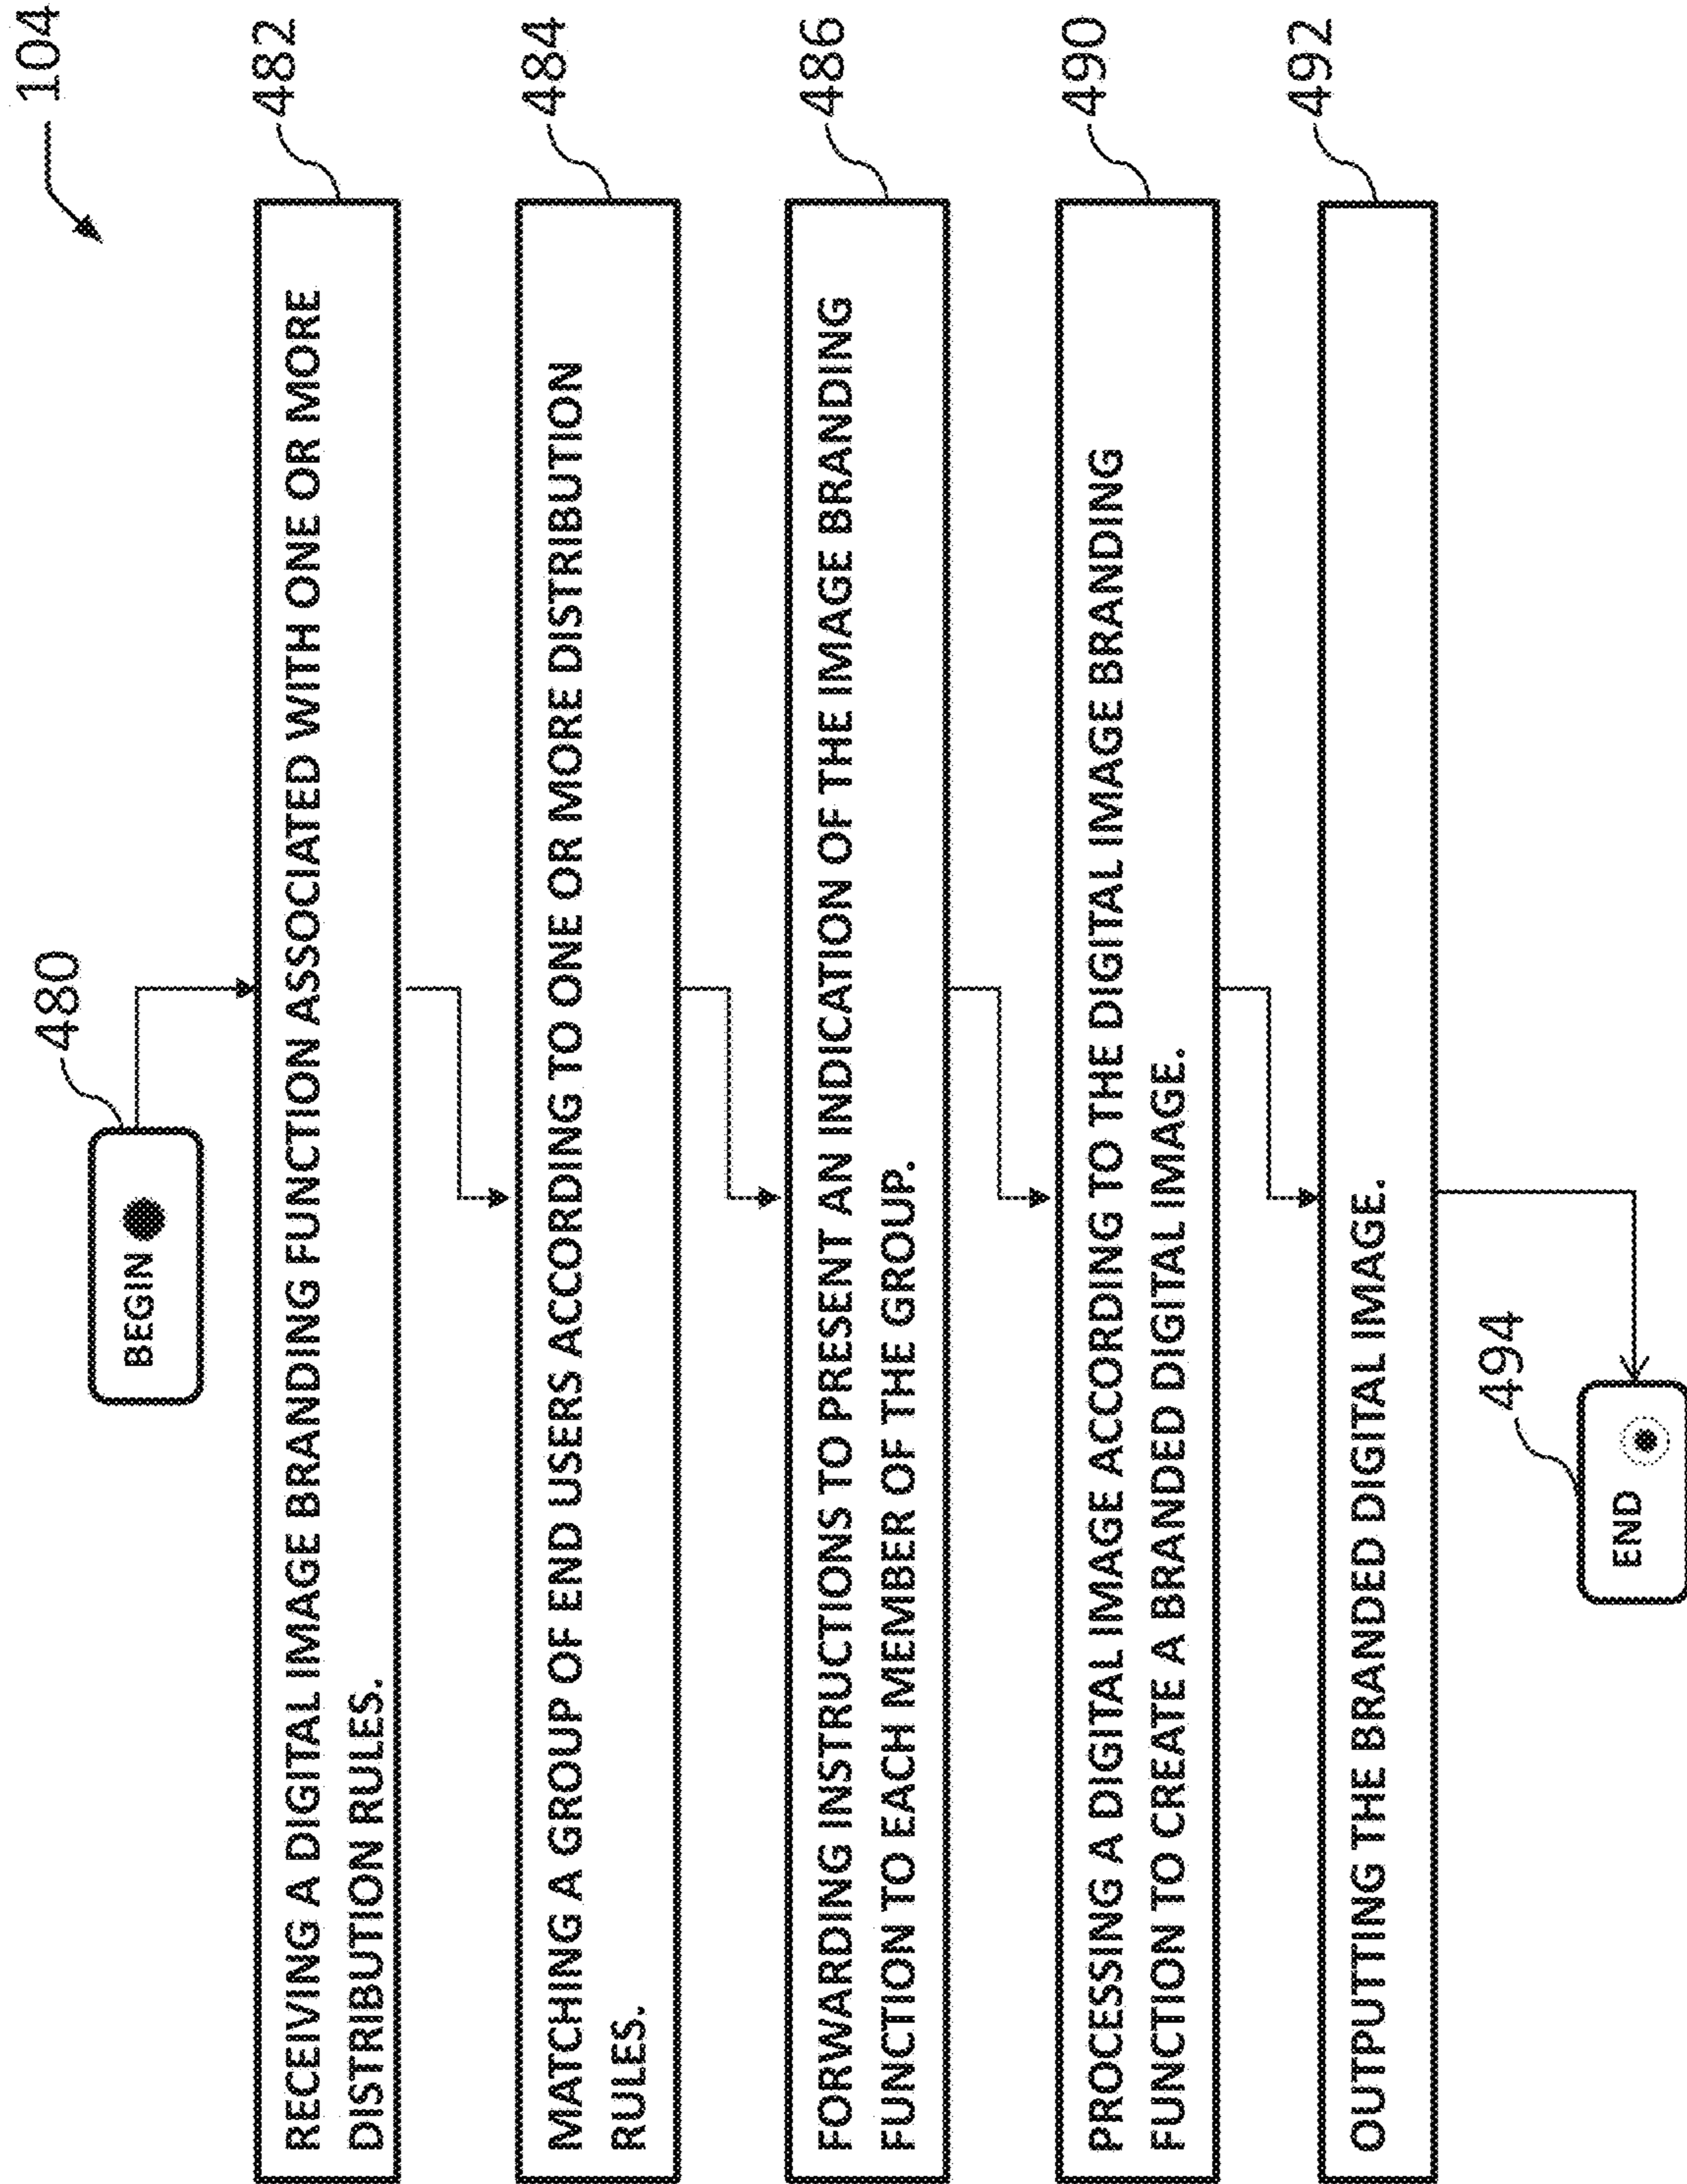 104
480
BEGIN
482
RECEIVING A DIGITAL IMAGE BRANDING FUNCTION ASSOCIATED WITH ONE OR MORE
DISTRIBUTION RULES.
484
MATCHING A GROUP OF END USERS ACCORDING TO ONE OR MORE DISTRIBUTION
RULES.
486
FORWARDING INSTRUCTIONS TO PRESENT AN INDICATION OF THE IMAGE BRANDING
FUNCTION TO EACH MEMBER OF THE GROUP.
490
PROCESSING A DIGITAL IMAGE ACCORDING TO THE DIGITAL IMAGE BRANDING
FUNCTION TO CREATE A BRANDED DIGITAL IMAGE.
492
OUTPUTTING THE BRANDED DIGITAL IMAGE.
494
END